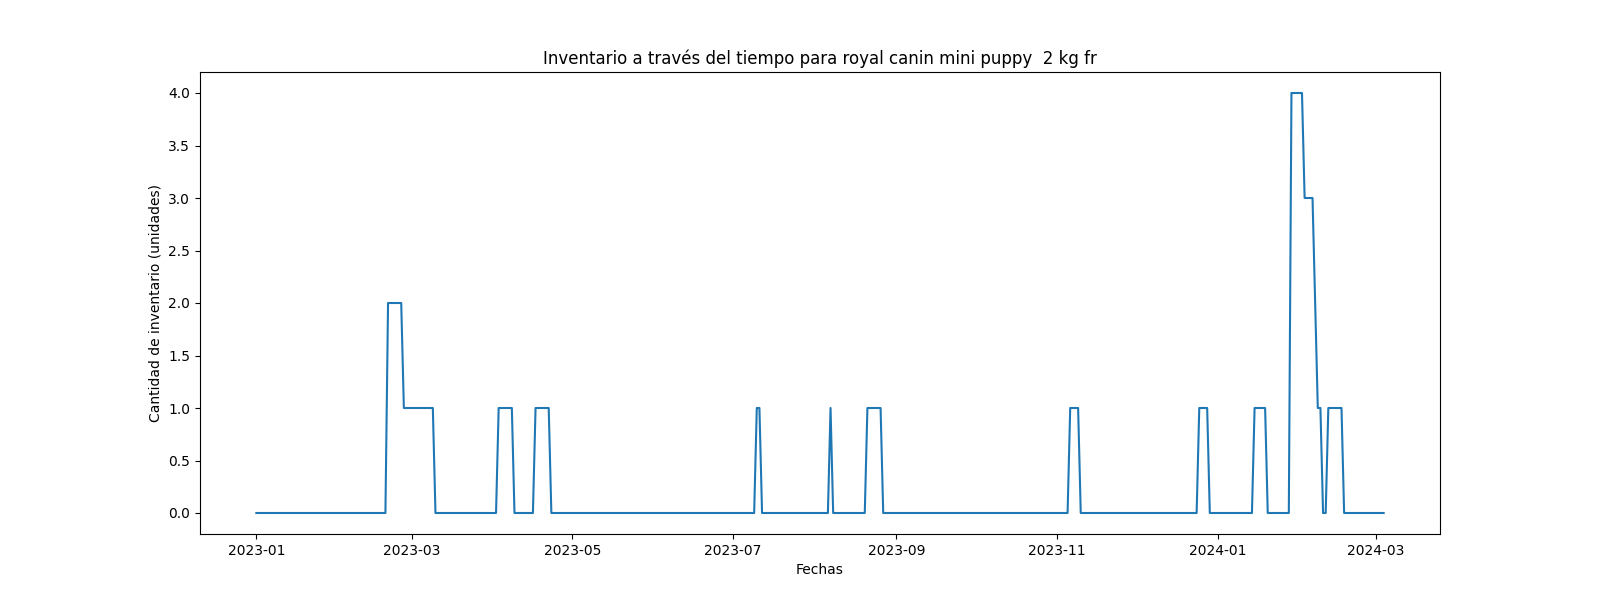 Inventario a través del tiempo para royal canin mini puppy  2 kg fr
Cantidad de inventario (unidades)
4.0
3.5
3.0
2.5
2.0
1.5
1.0
0.5
0.0
2023-01 2023-03 2023-05 2023-07 2023-09 2023-11 2024-01 2024-03
Fechas